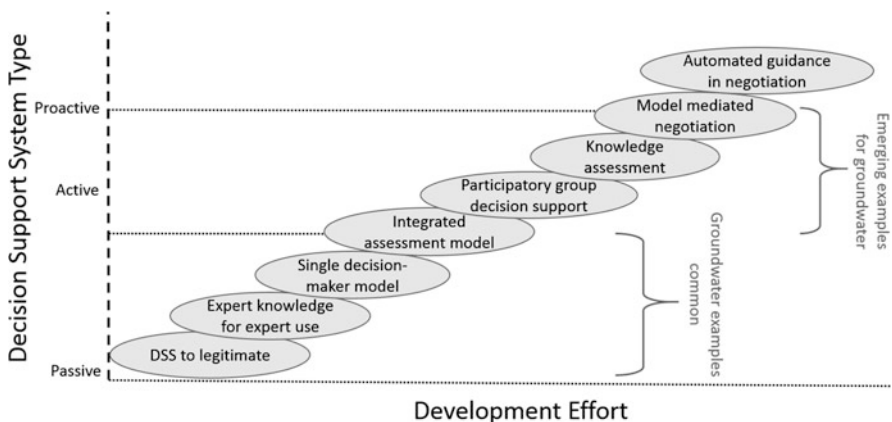 Decision Support System Type
Proactive
Active
Passive
Automated guidance
in negotiation
Model mediated
negotiation
Knowledge
assessment
Participatory group
decision support
Integrated
assessment model
Single decision-
maker model
Expert knowledge
for expert use
DSS to legitimate
Emerging examples
for groundwater
Groundwater examples
common
Development Effort